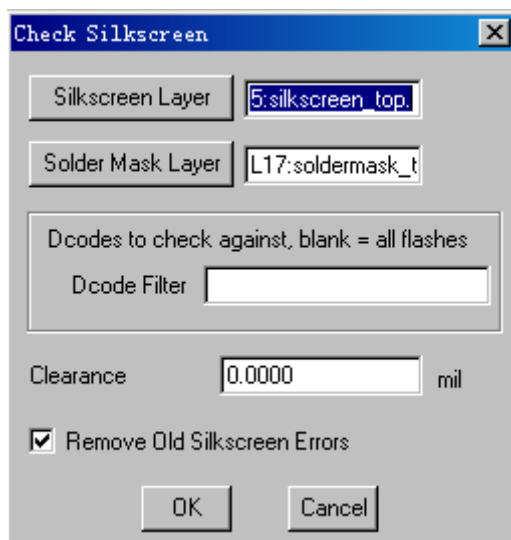 Check Silkscreen
Silkscreen Layer 5:silkscreen_top.
Solder Mask Layer L17:soldermask_t
Dcodes to check against, blank = all flashes
Dcode Filter
Clearance 0.0000 mil
Remove Old Silkscreen Errors
OK Cancel